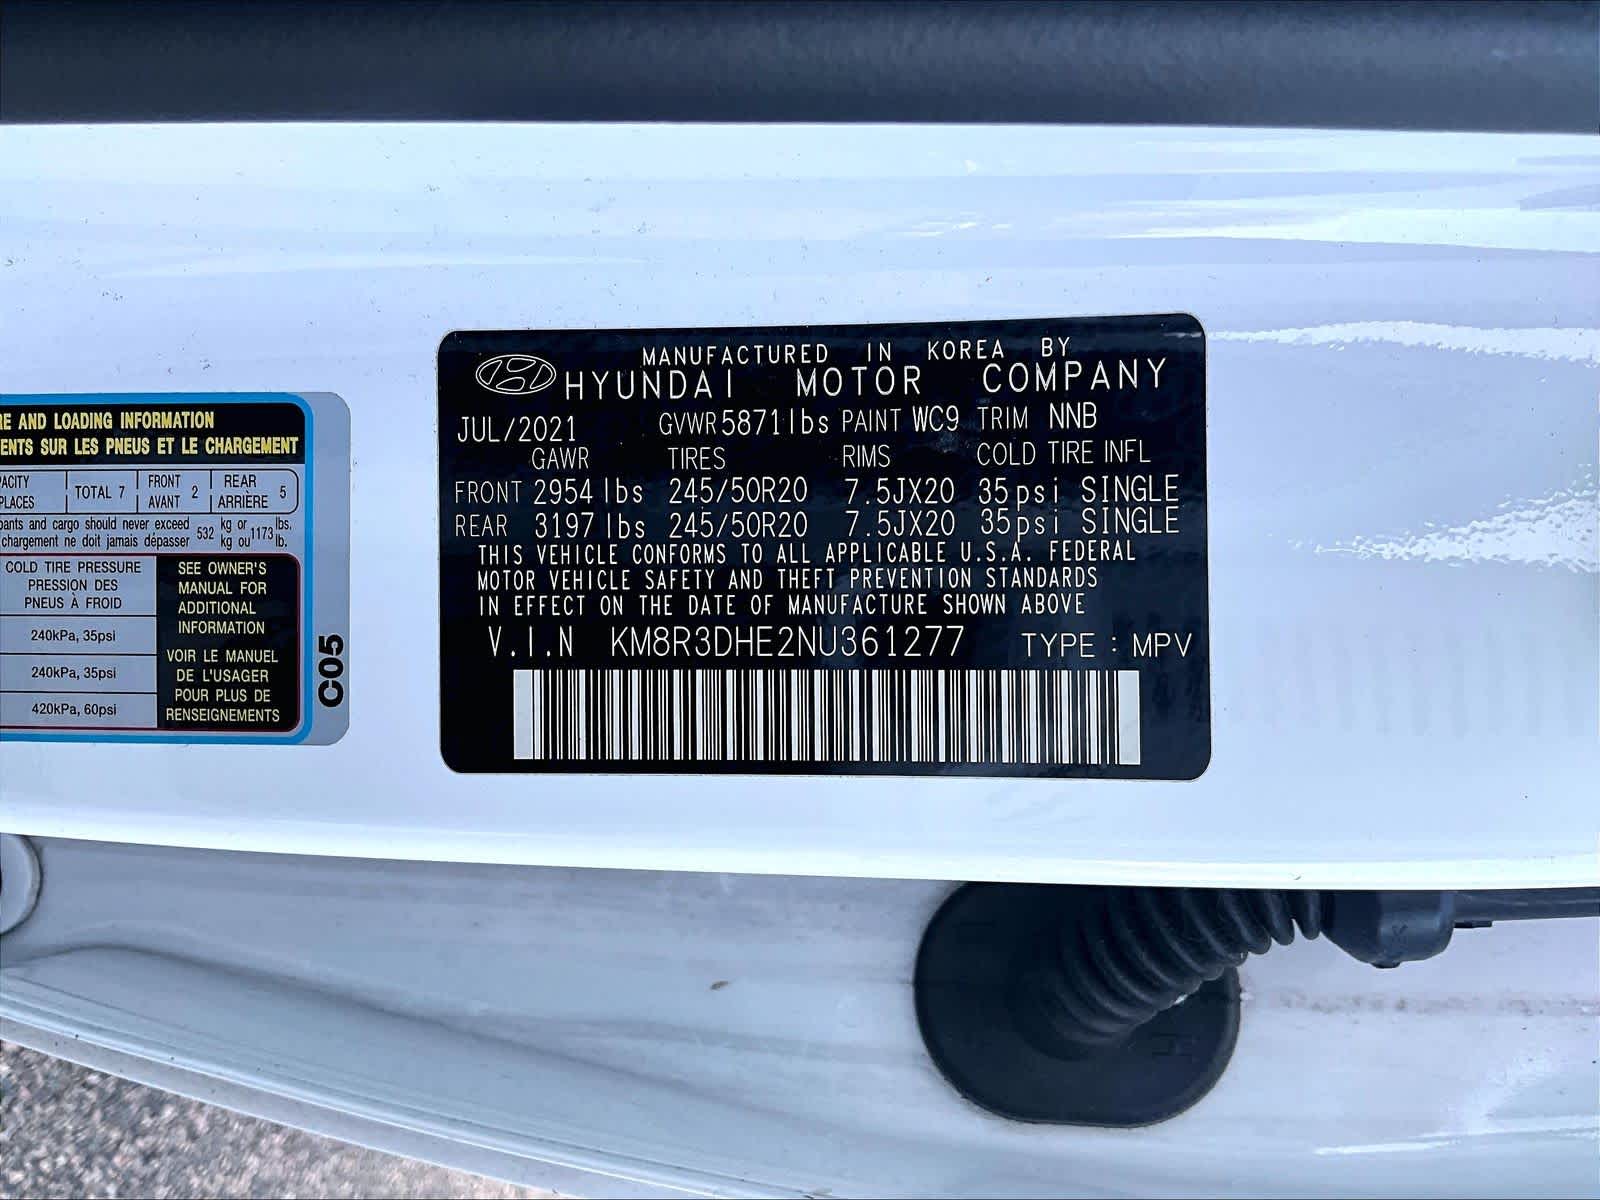 RE AND LOADING INFORMATION
ENTS SUR LES PNEUS ET LE CHARGEMENT
TOTAL 7 FRONT AVANT 2 REAR ARRIÈRE 5
PLACES
and cargo should never exceed 532 kg or 1173 lbs.
chargement ne doit jamais dépasser kg ou lb.
COLD TIRE PRESSURE
PRESSION DES
PNEUS À FROID
240kPa, 35psi
240kPa, 35psi
420kPa, 60psi
SEE OWNER'S
MANUAL FOR
ADDITIONAL
INFORMATION
VOIR LE MANUEL
DE L'USAGER
POUR PLUS DE
RENSEIGNEMENTS
C05
MANUFACTURED IN KOREA BY
HYUNDAI MOTOR COMPANY
JUL/2021 GVWR 5871lbs PAINT WC9 TRIM NNB
GAWR TIRES RIMS COLD TIRE INFL
FRONT 2954 lbs 245/50R20 7.5JX20 35psi SINGLE
REAR 3197 lbs 245/50R20 7.5JX20 35psi SINGLE
THIS VEHICLE CONFORMS TO ALL APPLICABLE U.S.A. FEDERAL
MOTOR VEHICLE SAFETY AND THEFT PREVENTION STANDARDS
IN EFFECT ON THE DATE OF MANUFACTURE SHOWN ABOVE
V.I.N KM8R3DHE2NU361277 TYPE : MPV